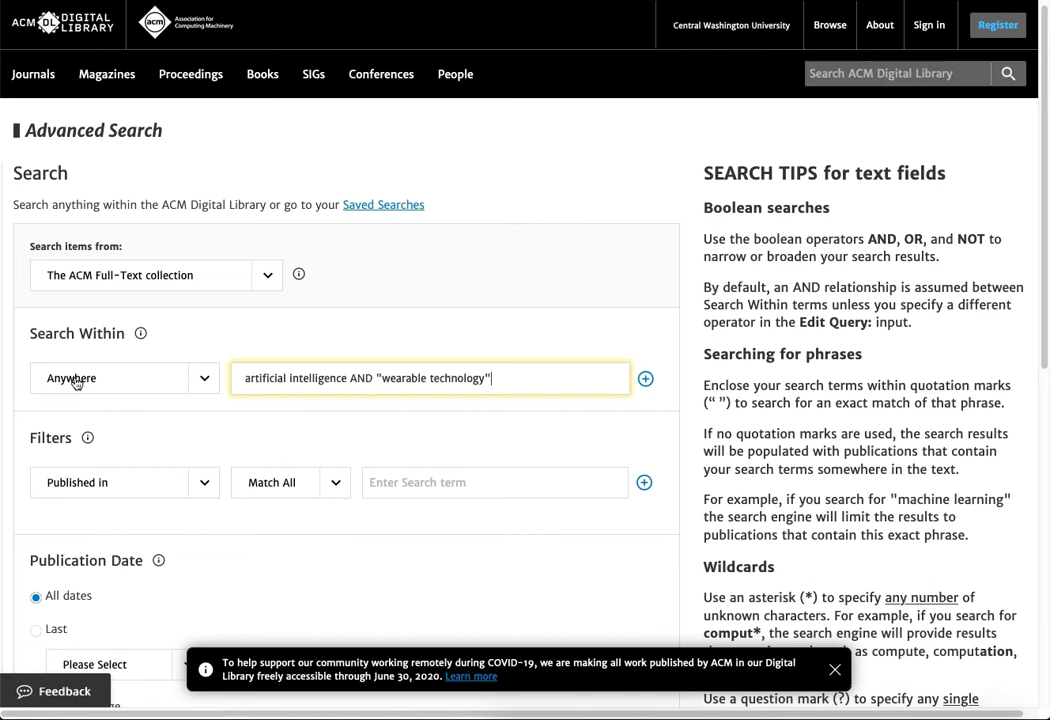 ACM DL DIGITAL LIBRARY
acm Association for Computing Machinery
Central Washington University
Browse
About
Sign in
Register
Journals
Magazines
Proceedings
Books
SIGs
Conferences
People
Search ACM Digital Library
Advanced Search
Search
Search anything within the ACM Digital Library or go to your Saved Searches
Search items from:
The ACM Full-Text collection
Search Within
Anywhere
artificial intelligence AND "wearable technology"
Filters
Published in
Match All
Enter Search term
Publication Date
All dates
Last
Please Select
SEARCH TIPS for text fields
Boolean searches
Use the boolean operators AND, OR, and NOT to
narrow or broaden your search results.
By default, an AND relationship is assumed between
Search Within terms unless you specify a different
operator in the Edit Query: input.
Searching for phrases
Enclose your search terms within quotation marks
(“ ”) to search for an exact match of that phrase.
If no quotation marks are used, the search results
will be populated with publications that contain
your search terms somewhere in the text.
For example, if you search for "machine learning"
the search engine will limit the results to
publications that contain this exact phrase.
Wildcards
Use an asterisk (*) to specify any number of
unknown characters. For example, if you search for
comput*, the search engine will provide results
as compute, computation,
Use a question mark (?) to specify any single
To help support our community working remotely during COVID-19, we are making all work published by ACM in our Digital
Library freely accessible through June 30, 2020. Learn more
Feedback